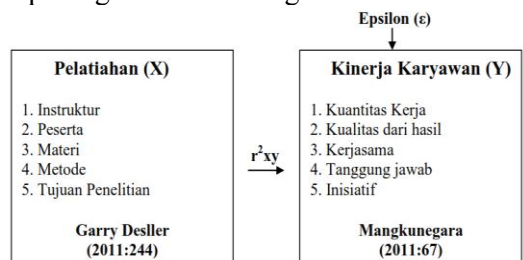 Epsilon (ε)
Pelatiahan (X)
1. Instruktur
2. Peserta
3. Materi
4. Metode
5. Tujuan Penelitian
Garry Desller
(2011:244)
r²xy
Kinerja Karyawan (Y)
1. Kuantitas Kerja
2. Kualitas dari hasil
3. Kerjasama
4. Tanggung jawab
5. Inisiatif
Mangkunegara
(2011:67)